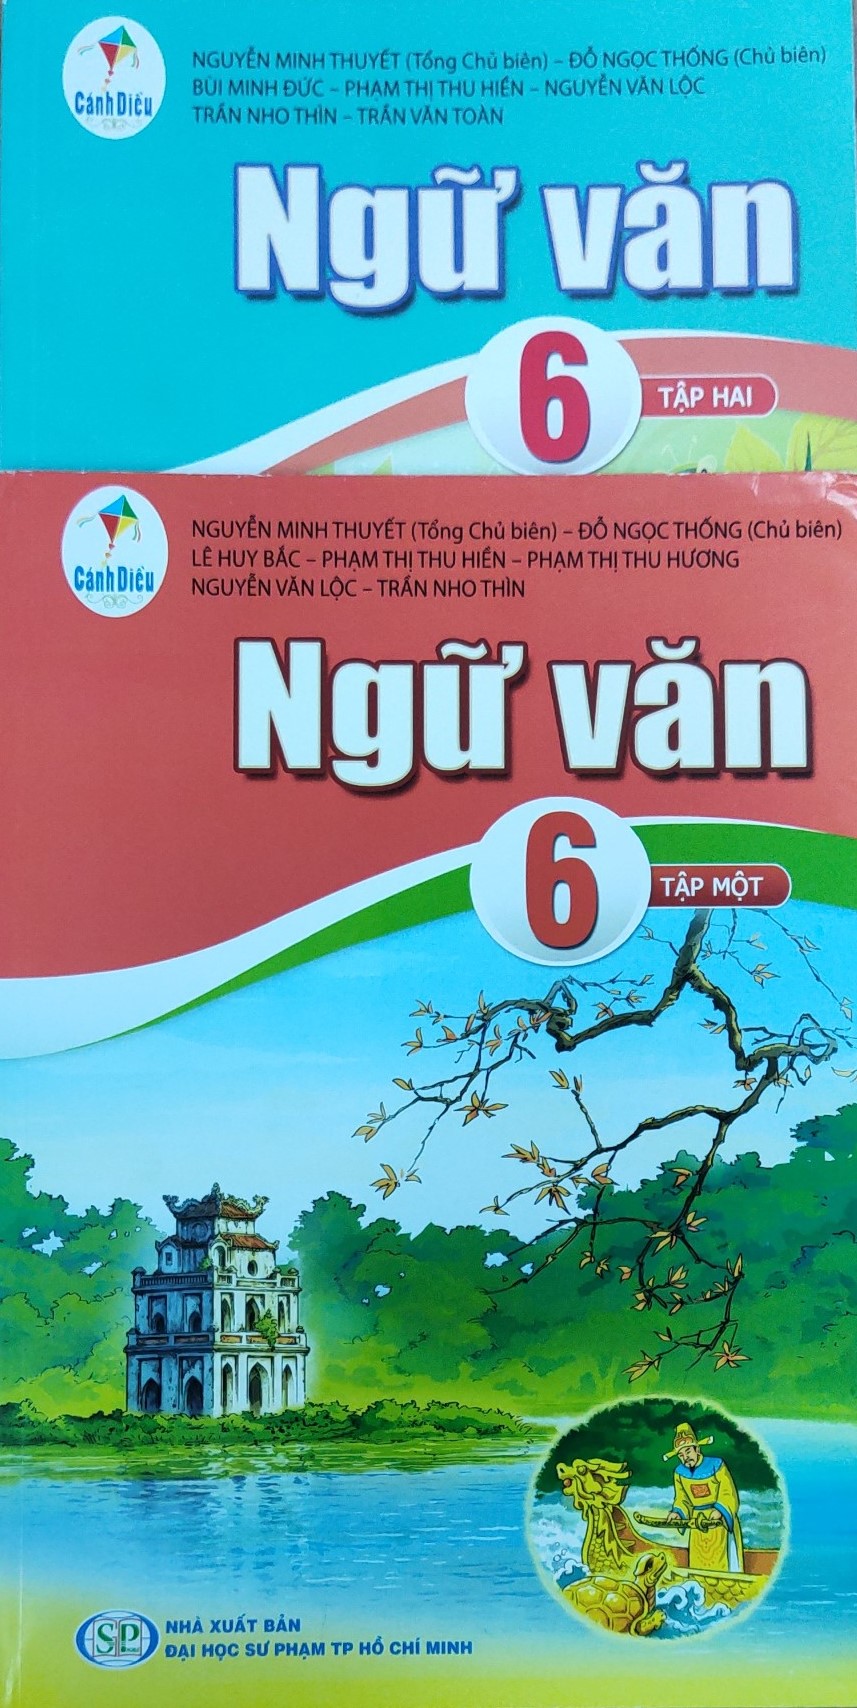 Cánh Diều
NGUYỄN MINH THUYẾT (Tổng Chủ biên) – ĐỖ NGỌC THỐNG (Chủ biên)
BÙI MINH ĐỨC – PHẠM THỊ THU HIỀN – NGUYỄN VĂN LỘC
TRẦN NHO THÌN – TRẦN VĂN TOÀN
Ngữ văn
6
TẬP HAI
Cánh Diều
NGUYỄN MINH THUYẾT (Tổng Chủ biên) – ĐỖ NGỌC THỐNG (Chủ biên)
LÊ HUY BẮC – PHẠM THỊ THU HIỀN – PHẠM THỊ THU HƯƠNG
NGUYỄN VĂN LỘC – TRẦN NHO THÌN
Ngữ văn
6
TẬP MỘT
SP
NHÀ XUẤT BẢN
ĐẠI HỌC SƯ PHẠM TP HỒ CHÍ MINH